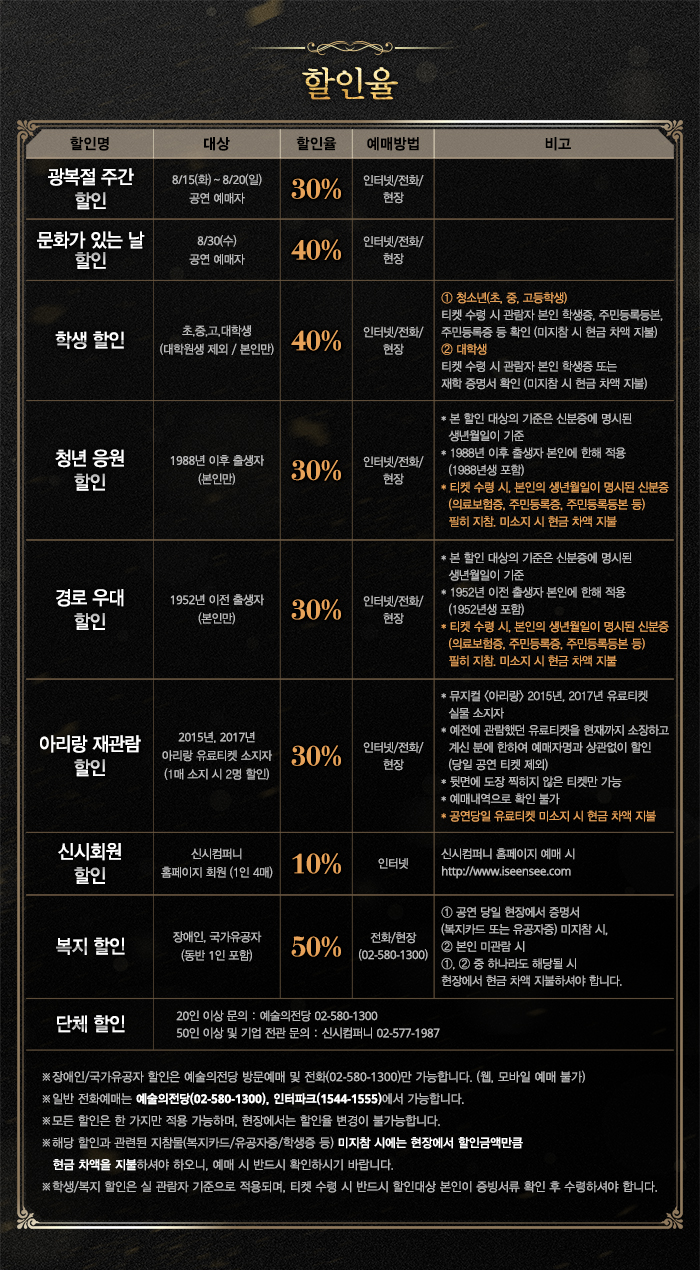 할인율
할인명 대상 할인율 예매방법 비고
광복절 주간
할인
8/15(화) ~ 8/20(일)
공연 예매자
30%
인터넷/전화/
현장
문화가 있는 날
할인
8/30(수)
공연 예매자
40%
인터넷/전화/
현장
학생 할인
초,중,고,대학생
(대학원생 제외 / 본인만)
40%
인터넷/전화/
현장
① 청소년(초, 중, 고등학생)
티켓 수령 시 관람자 본인 학생증, 주민등록등본,
주민등록증 등 확인 (미지참 시 현금 차액 지불)
② 대학생
티켓 수령 시 관람자 본인 학생증 또는
재학 증명서 확인 (미지참 시 현금 차액 지불)
청년 응원
할인
1988년 이후 출생자
(본인만)
30%
인터넷/전화/
현장
* 본 할인 대상의 기준은 신분증에 명시된
생년월일이 기준
* 1988년 이후 출생자 본인에 한해 적용
(1988년생 포함)
* 티켓 수령 시, 본인의 생년월일이 명시된 신분증
(의료보험증, 주민등록증, 주민등록등본 등)
필히 지참. 미소지 시 현금 차액 지불
경로 우대
할인
1952년 이전 출생자
(본인만)
30%
인터넷/전화/
현장
* 본 할인 대상의 기준은 신분증에 명시된
생년월일이 기준
* 1952년 이전 출생자 본인에 한해 적용
(1952년생 포함)
* 티켓 수령 시, 본인의 생년월일이 명시된 신분증
(의료보험증, 주민등록증, 주민등록등본 등)
필히 지참. 미소지 시 현금 차액 지불
아리랑 재관람
할인
2015년, 2017년
아리랑 유료티켓 소지자
(1매 소지 시 2명 할인)
30%
인터넷/전화/
현장
* 뮤지컬 <아리랑> 2015년, 2017년 유료티켓
실물 소지자
* 예전에 관람했던 유료티켓을 현재까지 소장하고
계신 분에 한하여 예매자명과 상관없이 할인
(당일 공연 티켓 제외)
* 뒷면에 도장 찍히지 않은 티켓만 가능
* 예매내역으로 확인 불가
* 공연당일 유료티켓 미소지 시 현금 차액 지불
신시회원
할인
신시컴퍼니
홈페이지 회원 (1인 4매)
10%
인터넷
신시컴퍼니 홈페이지 예매 시
http://www.iseensee.com
복지 할인
장애인, 국가유공자
(동반 1인 포함)
50%
전화/현장
(02-580-1300)
① 공연 당일 현장에서 증명서
(복지카드 또는 유공자증) 미지참 시,
② 본인 미관람 시
①, ② 중 하나라도 해당될 시
현장에서 현금 차액 지불하셔야 합니다.
단체 할인
20인 이상 문의 : 예술의전당 02-580-1300
50인 이상 및 기업 전관 문의 : 신시컴퍼니 02-577-1987
※장애인/국가유공자 할인은 예술의전당 방문예매 및 전화(02-580-1300)만 가능합니다. (웹, 모바일 예매 불가)
※일반 전화예매는 예술의전당(02-580-1300), 인터파크(1544-1555)에서 가능합니다.
※모든 할인은 한 가지만 적용 가능하며, 현장에서는 할인율 변경이 불가능합니다.
※해당 할인과 관련된 지참물(복지카드/유공자증/학생증 등) 미지참 시에는 현장에서 할인금액만큼
현금 차액을 지불하셔야 하오니, 예매 시 반드시 확인하시기 바랍니다.
※학생/복지 할인은 실 관람자 기준으로 적용되며, 티켓 수령 시 반드시 할인대상 본인이 증빙서류 확인 후 수령하셔야 합니다.